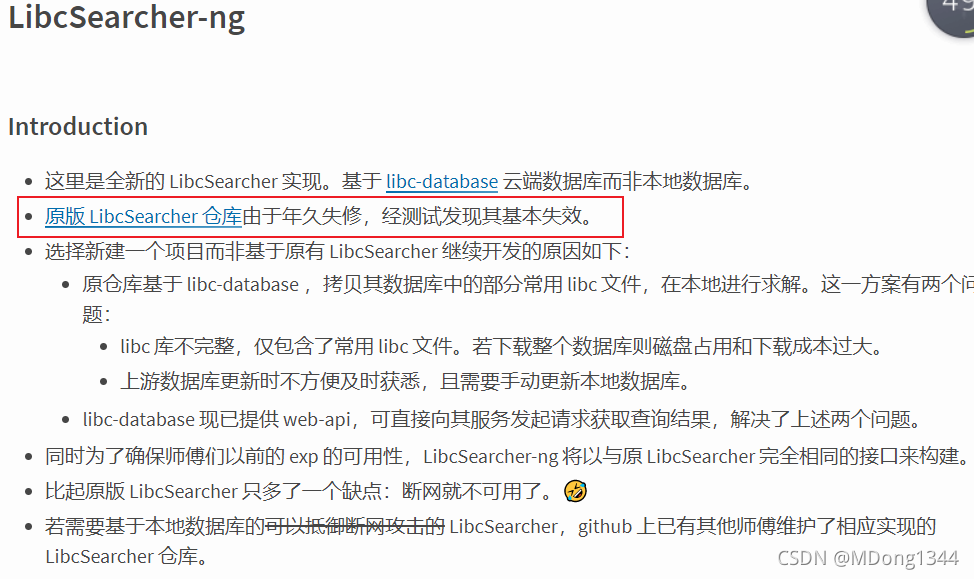 LibcSearcher-ng
49
Introduction
这里是全新的 LibcSearcher 实现。基于 libc-database 云端数据库而非本地数据库。
原版 LibcSearcher 仓库由于年久失修，经测试发现其基本失效。
选择新建一个项目而非基于原有 LibcSearcher 继续开发的原因如下：
原仓库基于 libc-database ，拷贝其数据库中的部分常用 libc 文件，在本地进行求解。这一方案有两个问
题：
libc 库不完整，仅包含了常用 libc 文件。若下载整个数据库则磁盘占用和下载成本过大。
上游数据库更新时不方便及时获悉，且需要手动更新本地数据库。
libc-database 现已提供 web-api，可直接向其服务发起请求获取查询结果，解决了上述两个问题。
同时为了确保师傅们以前的 exp 的可用性，LibcSearcher-ng 将以与原 LibcSearcher 完全相同的接口来构建。
比起原版 LibcSearcher 只多了一个缺点：断网就不可用了。🤣
若需要基于本地数据库的可以抵御断网攻击的 LibcSearcher，github 上已有其他师傅维护了相应实现的
LibcSearcher 仓库。
CSDN @MDong1344